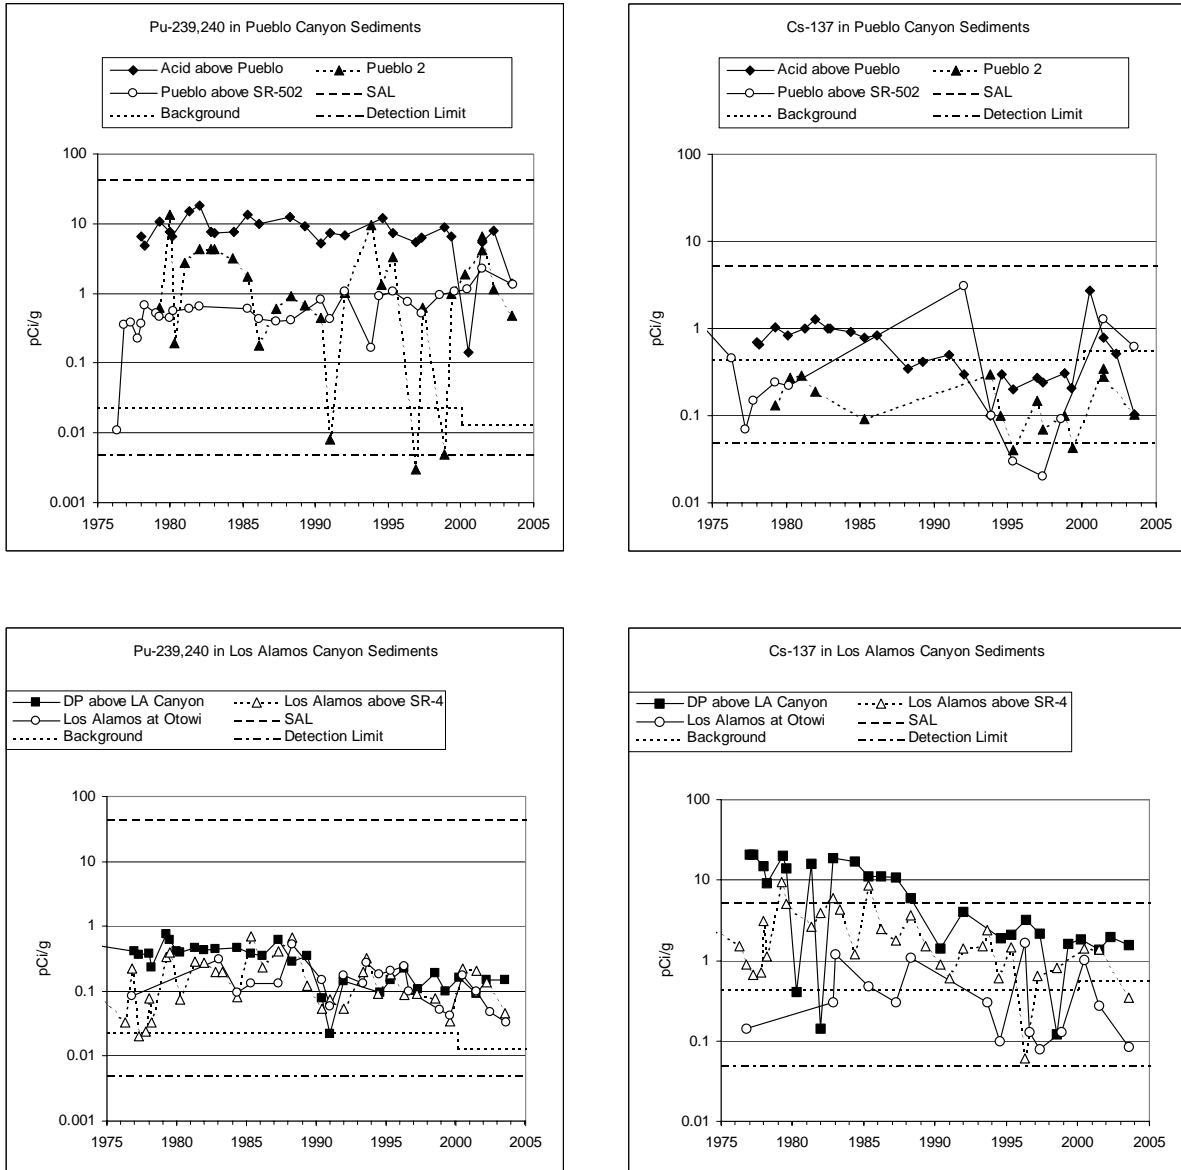 Pu-239,240 in Pueblo Canyon Sediments
Acid above Pueblo Pueblo 2
Pueblo above SR-502 SAL
Background Detection Limit
100
10
1
0.1
0.01
0.001
pCi/g
1975 1980 1985 1990 1995 2000 2005
Cs-137 in Pueblo Canyon Sediments
Acid above Pueblo Pueblo 2
Pueblo above SR-502 SAL
Background Detection Limit
100
10
1
0.1
0.01
pCi/g
1975 1980 1985 1990 1995 2000 2005
Pu-239,240 in Los Alamos Canyon Sediments
DP above LA Canyon Los Alamos above SR-4
Los Alamos at Otowi SAL
Background Detection Limit
100
10
1
0.1
0.01
0.001
pCi/g
1975 1980 1985 1990 1995 2000 2005
Cs-137 in Los Alamos Canyon Sediments
DP above LA Canyon Los Alamos above SR-4
Los Alamos at Otowi SAL
Background Detection Limit
100
10
1
0.1
0.01
pCi/g
1975 1980 1985 1990 1995 2000 2005